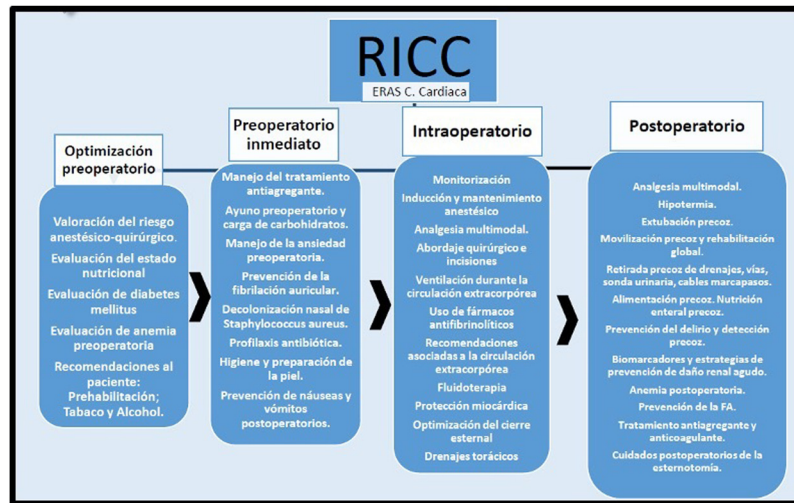 RICC
ERAS C. Cardiaca
Optimización
preoperatorio
Valoración del riesgo
anestésico-quirúrgico.
Evaluación del estado
nutricional
Evaluación de diabetes
mellitus
Evaluación de anemia
preoperatoria
Recomendaciones al
paciente:
Prehabilitación;
Tabaco y Alcohol.
Preoperatorio
inmediato
Manejo del tratamiento
antiagregante.
Ayuno preoperatorio y
carga de carbohidratos.
Manejo de la ansiedad
preoperatoria.
Prevención de la
fibrilación auricular.
Decolonización nasal de
Staphylococcus aureus.
Profilaxis antibiótica.
Higiene y preparación de
la piel.
Prevención de náuseas y
vómitos
postoperatorios.
Intraoperatorio
Monitorización
Inducción y mantenimiento
anestésico
Analgesia multimodal.
Abordaje quirúrgico e
incisiones
Ventilación durante la
circulación extracorpórea
Uso de fármacos
antifibrinolíticos
Recomendaciones
asociadas a la circulación
extracorpórea
Fluidoterapia
Protección miocárdica
Optimización del cierre
esternal
Drenajes torácicos
Postoperatorio
Analgesia multimodal.
Hipotermia.
Extubación precoz.
Movilización precoz y rehabilitación
global.
Retirada precoz de drenajes, vías,
sonda urinaria, cables marcapasos.
Alimentación precoz. Nutrición
enteral precoz.
Prevención del delirio y detección
precoz.
Biomarcadores y estrategias de
prevención de daño renal agudo.
Anemia postoperatoria.
Prevención de la FA.
Tratamiento antiagregante y
anticoagulante.
Cuidados postoperatorios de la
esternotomía.